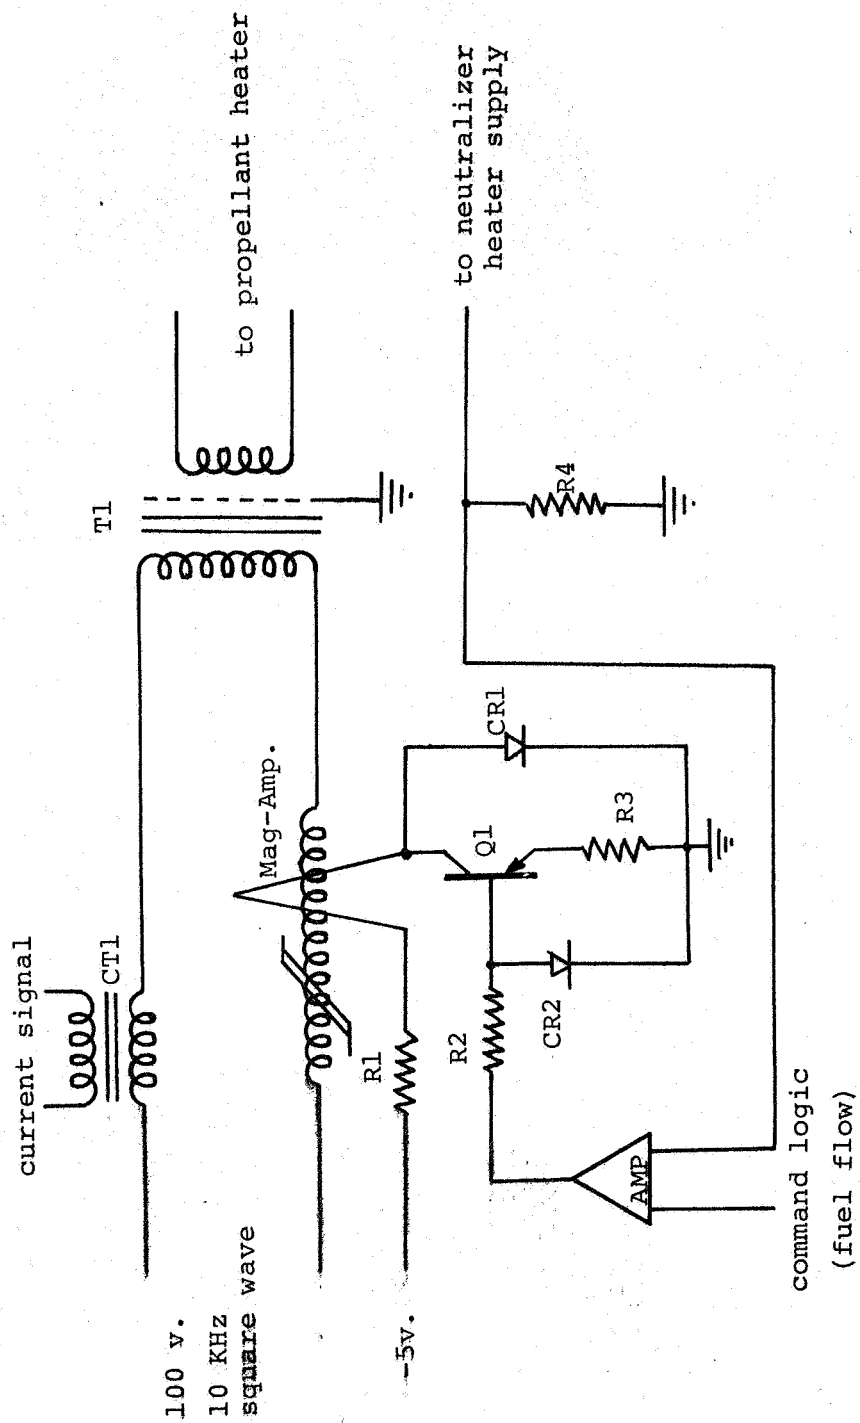 current signal
CT1
T1
to propellant heater
100 v.
10 KHz
square wave
Mag-Amp.
-5v.
R1
R2
CR2
Q1
R3
CR1
R4
to neutralizer
heater supply
AMP
command logic
(fuel flow)